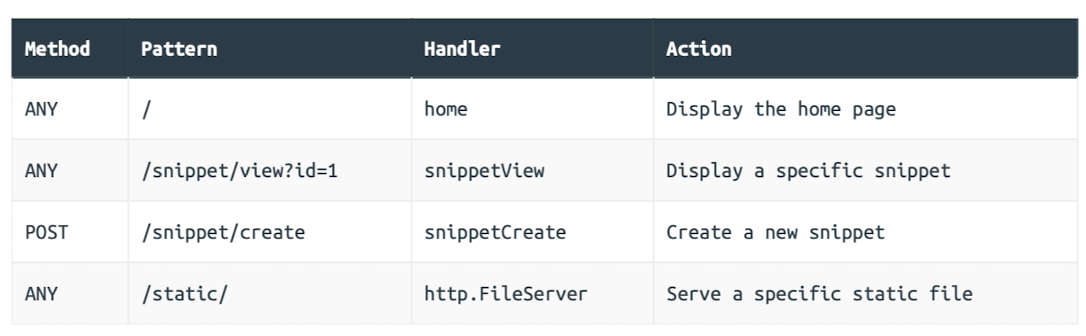 Method Pattern Handler Action
ANY / home Display the home page
ANY /snippet/view?id=1 snippetView Display a specific snippet
POST /snippet/create snippetCreate Create a new snippet
ANY /static/ http.FileServer Serve a specific static file